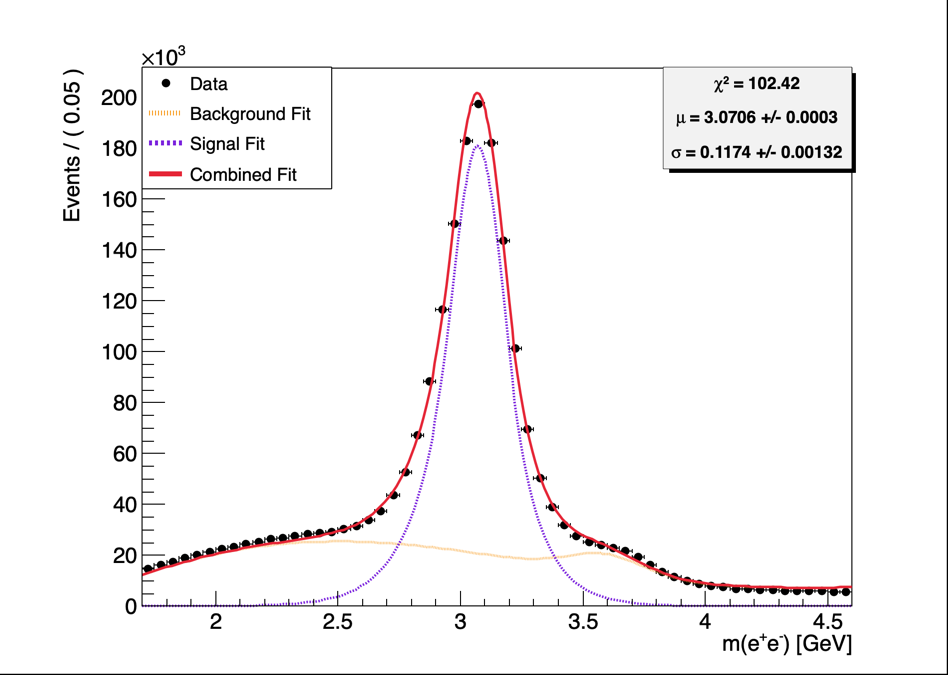 ×10³
Events / ( 0.05 )
200
180
160
140
120
100
80
60
40
20
0
Data
Background Fit
Signal Fit
Combined Fit
χ² = 102.42
μ = 3.0706 +/- 0.0003
σ = 0.1174 +/- 0.00132
2
2.5
3
3.5
4
4.5
m(e⁺e⁻) [GeV]